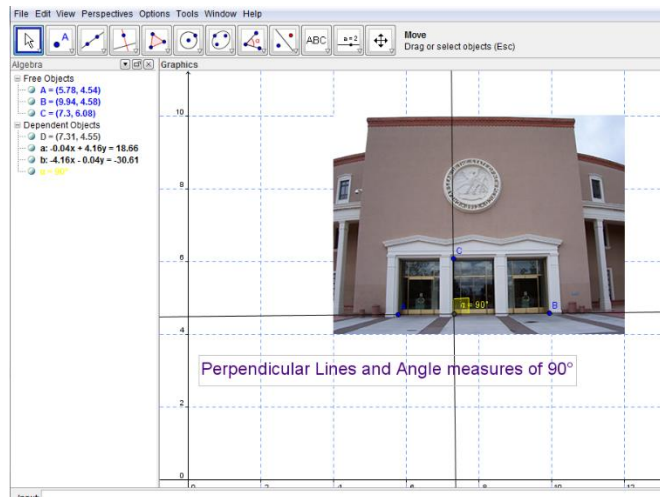 File Edit View Perspectives Options Tools Window Help
A
ABC
a=2
Move
Drag or select objects (Esc)
Algebra
Graphics
Free Objects
A = (5.78, 4.54)
B = (9.94, 4.58)
C = (7.3, 6.08)
Dependent Objects
D = (7.31, 4.55)
a: -0.04x + 4.16y = 18.66
b: -4.16x - 0.04y = -30.61
α = 90°
10
8
6
C
α = 90°
B
4
Perpendicular Lines and Angle measures of 90°
2
0
0
2
4
6
8
10
12
Input